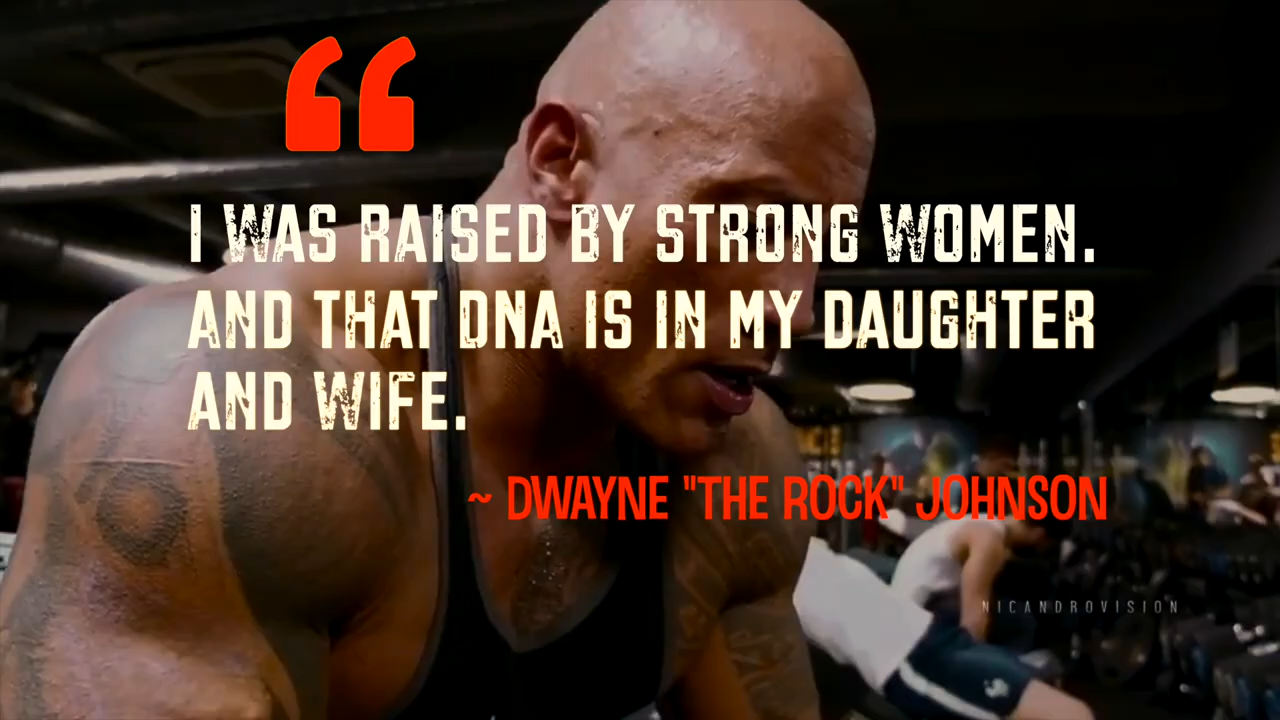 “
I WAS RAISED BY STRONG WOMEN.
AND THAT DNA IS IN MY DAUGHTER
AND WIFE.
~ DWAYNE "THE ROCK" JOHNSON
NICANDROVISION